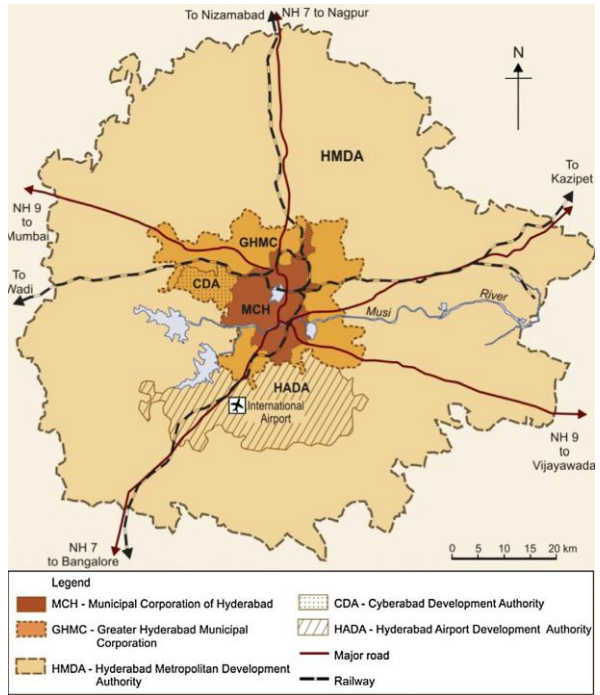 To Nizamabad
NH 7 to Nagpur
N
HMDA
To
Kazipet
NH 9
to
Mumbai
GHMC
To
Wadi
CDA
MCH
Musi
River
HADA
International
Airport
NH 9
to
Vijayawada
NH 7
to Bangalore
0 5 10 15 20 km
Legend
MCH - Municipal Corporation of Hyderabad
GHMC - Greater Hyderabad Municipal
Corporation
HMDA - Hyderabad Metropolitan Development
Authority
CDA - Cyberabad Development Authority
HADA - Hyderabad Airport Development Authority
Major road
Railway